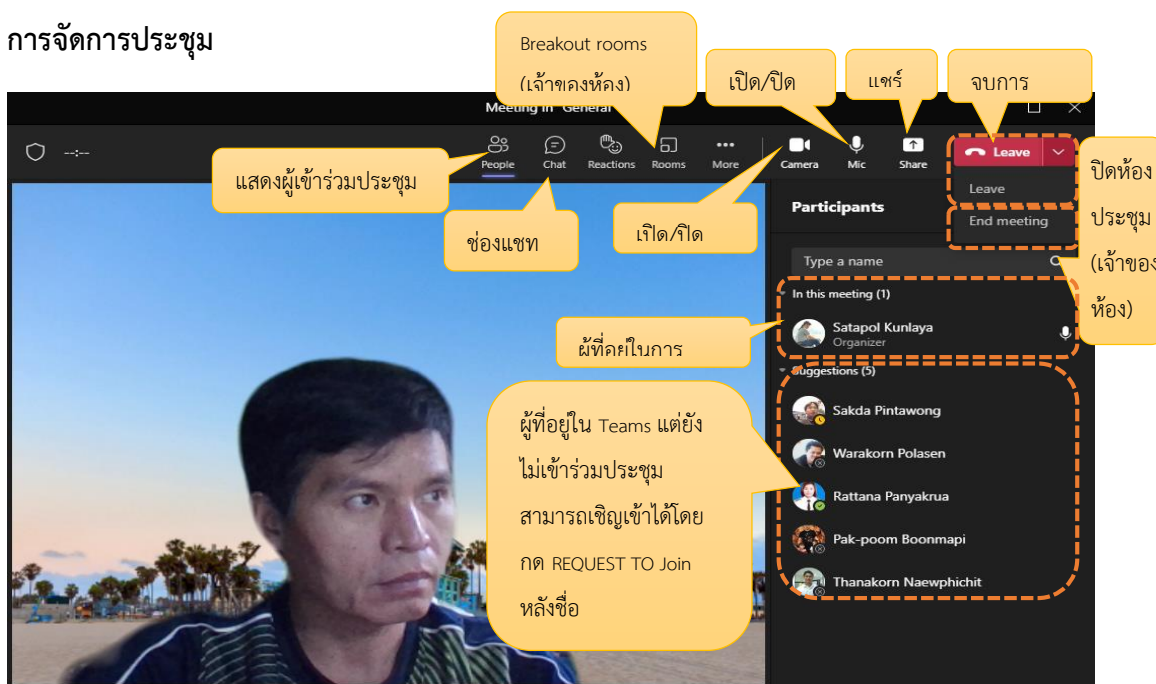 การจัดการประชุม
Breakout rooms
(เจ้าของห้อง)
เปิด/ปิด
แชร์
จบการ
Meeting in "General"
--:--
People
Chat
Reactions
Rooms
More
Camera
Mic
Share
Leave
แสดงผู้เข้าร่วมประชุม
ช่องแชท
เปิด/ปิด
Leave
End meeting
ปิดห้อง
ประชุม
(เจ้าของ
ห้อง)
Participants
Type a name
In this meeting (1)
Satapol Kunlaya
Organizer
ผู้ที่อยู่ในการ
Suggestions (5)
ผู้ที่อยู่ใน Teams แต่ยัง
ไม่เข้าร่วมประชุม
สามารถเชิญเข้าได้โดย
กด REQUEST TO Join
หลังชื่อ
Sakda Pintawong
Warakorn Polasen
Rattana Panyakrua
Pak-poom Boonmapi
Thanakorn Naewphichit